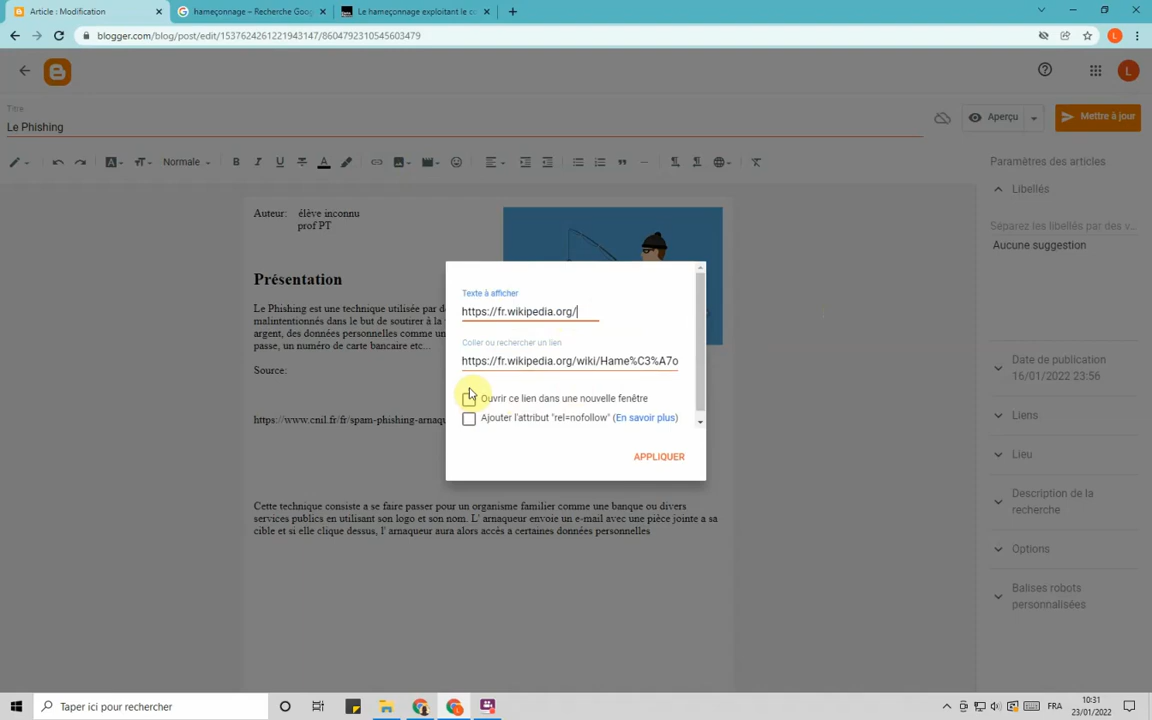 Article : Modification
hameçonnage – Recherche Goo
Le hameçonnage exploitant le c
blogger.com/blog/post/edit/1537624261221943147/8604792310545603479
L
L
Titre
Le Phishing
Aperçu
Mettre à jour
Normale
Paramètres des articles
Libellés
Séparez les libellés par des v...
Aucune suggestion
Auteur: élève inconnu
prof PT
Présentation
Le Phishing est une technique utilisée par d
malintentionnés dans le but de soutirer à la
argent, des données personnelles comme un
passe, un numéro de carte bancaire etc...
Source:
https://www.cnil.fr/fr/spam-phishing-arnaqu
Cette technique consiste a se faire passer pour un organisme familier comme une banque ou divers
services publics en utilisant son logo et son nom. L' arnaqueur envoie un e-mail avec une pièce jointe a sa
cible et si elle clique dessus, l' arnaqueur aura alors accès a certaines données personnelles
Texte à afficher
https://fr.wikipedia.org/
Coller ou rechercher un lien
https://fr.wikipedia.org/wiki/Hame%C3%A7o
Ouvrir ce lien dans une nouvelle fenêtre
Ajouter l'attribut "rel=nofollow" (En savoir plus)
APPLIQUER
Date de publication
16/01/2022 23:56
Liens
Lieu
Description de la
recherche
Options
Balises robots
personnalisées
Taper ici pour rechercher
FRA
10:31
23/01/2022